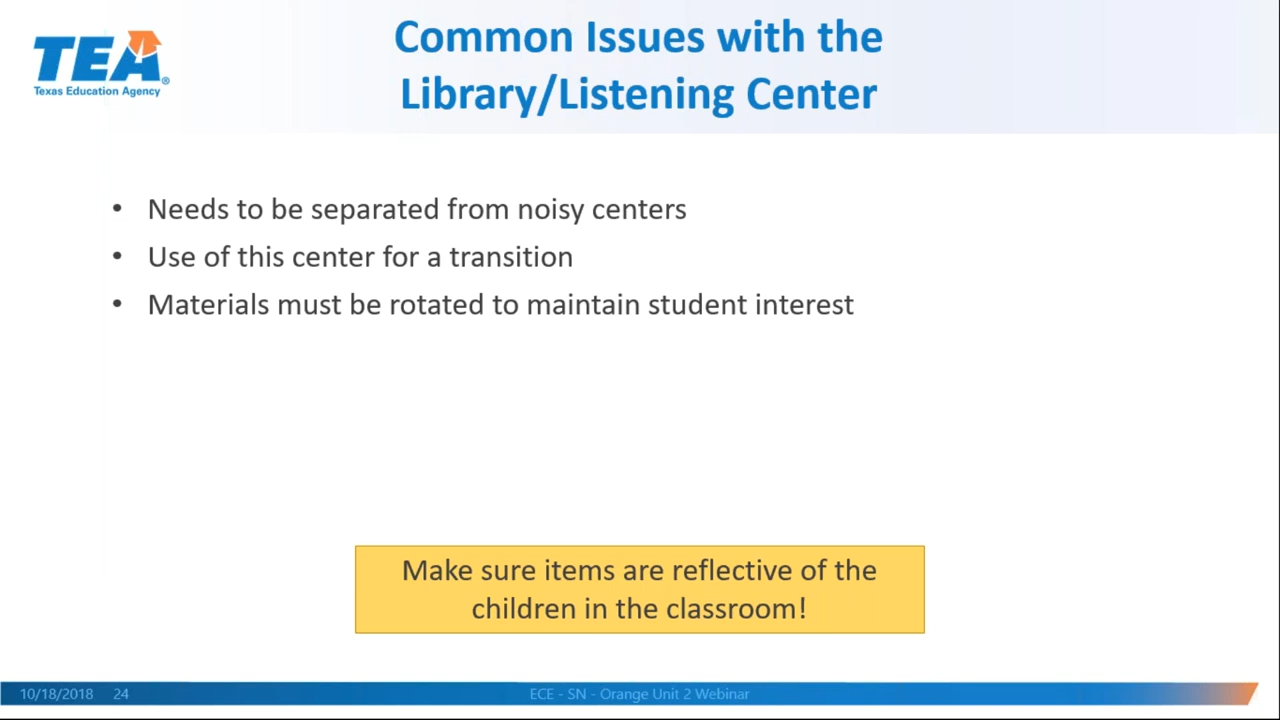 TEA®
Texas Education Agency
Common Issues with the
Library/Listening Center
• Needs to be separated from noisy centers
• Use of this center for a transition
• Materials must be rotated to maintain student interest
Make sure items are reflective of the
children in the classroom!
10/18/2018 24 ECE - SN - Orange Unit 2 Webinar